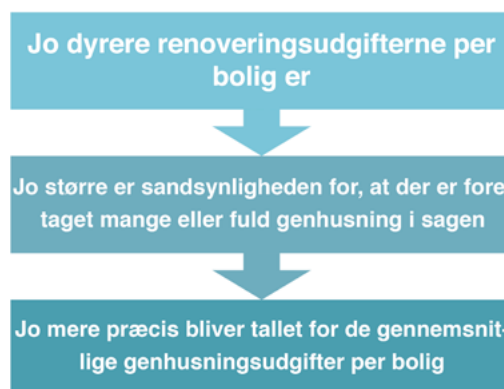 Jo dyrere renoveringsudgifterne per
bolig er
Jo større er sandsynligheden for, at der er fore
taget mange eller fuld genhusning i sagen
Jo mere præcis bliver tallet for de gennemsnit-
lige genhusningsudgifter per bolig